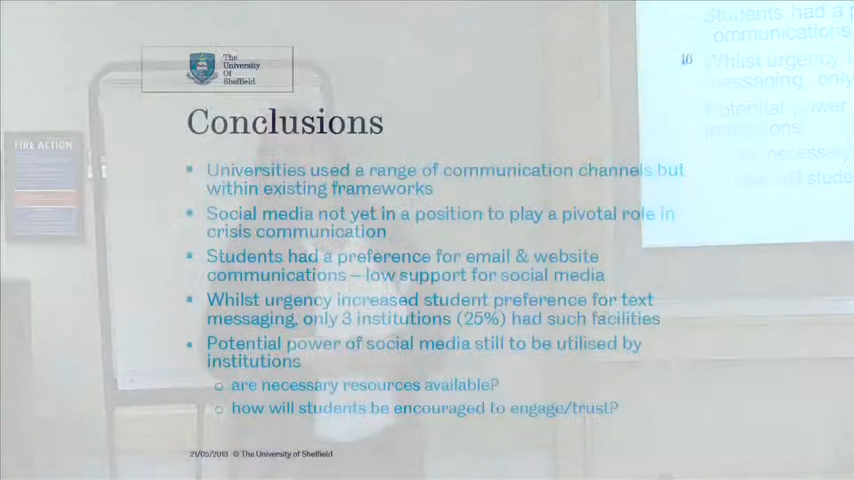 The
University
Of
Sheffield.
Conclusions
• Universities used a range of communication channels but
within existing frameworks
• Social media not yet in a position to play a pivotal role in
crisis communication
• Students had a preference for email & website
communications – low support for social media
• Whilst urgency increased student preference for text
messaging, only 3 institutions (25%) had such facilities
• Potential power of social media still to be utilised by
institutions
○ are necessary resources available?
○ how will students be encouraged to engage/trust?
21/05/2013 © The University of Sheffield
16
FIRE ACTION
Students had a
communications
Whilst urgency
messaging, only
Potential power
institutions
necessary
how will stude